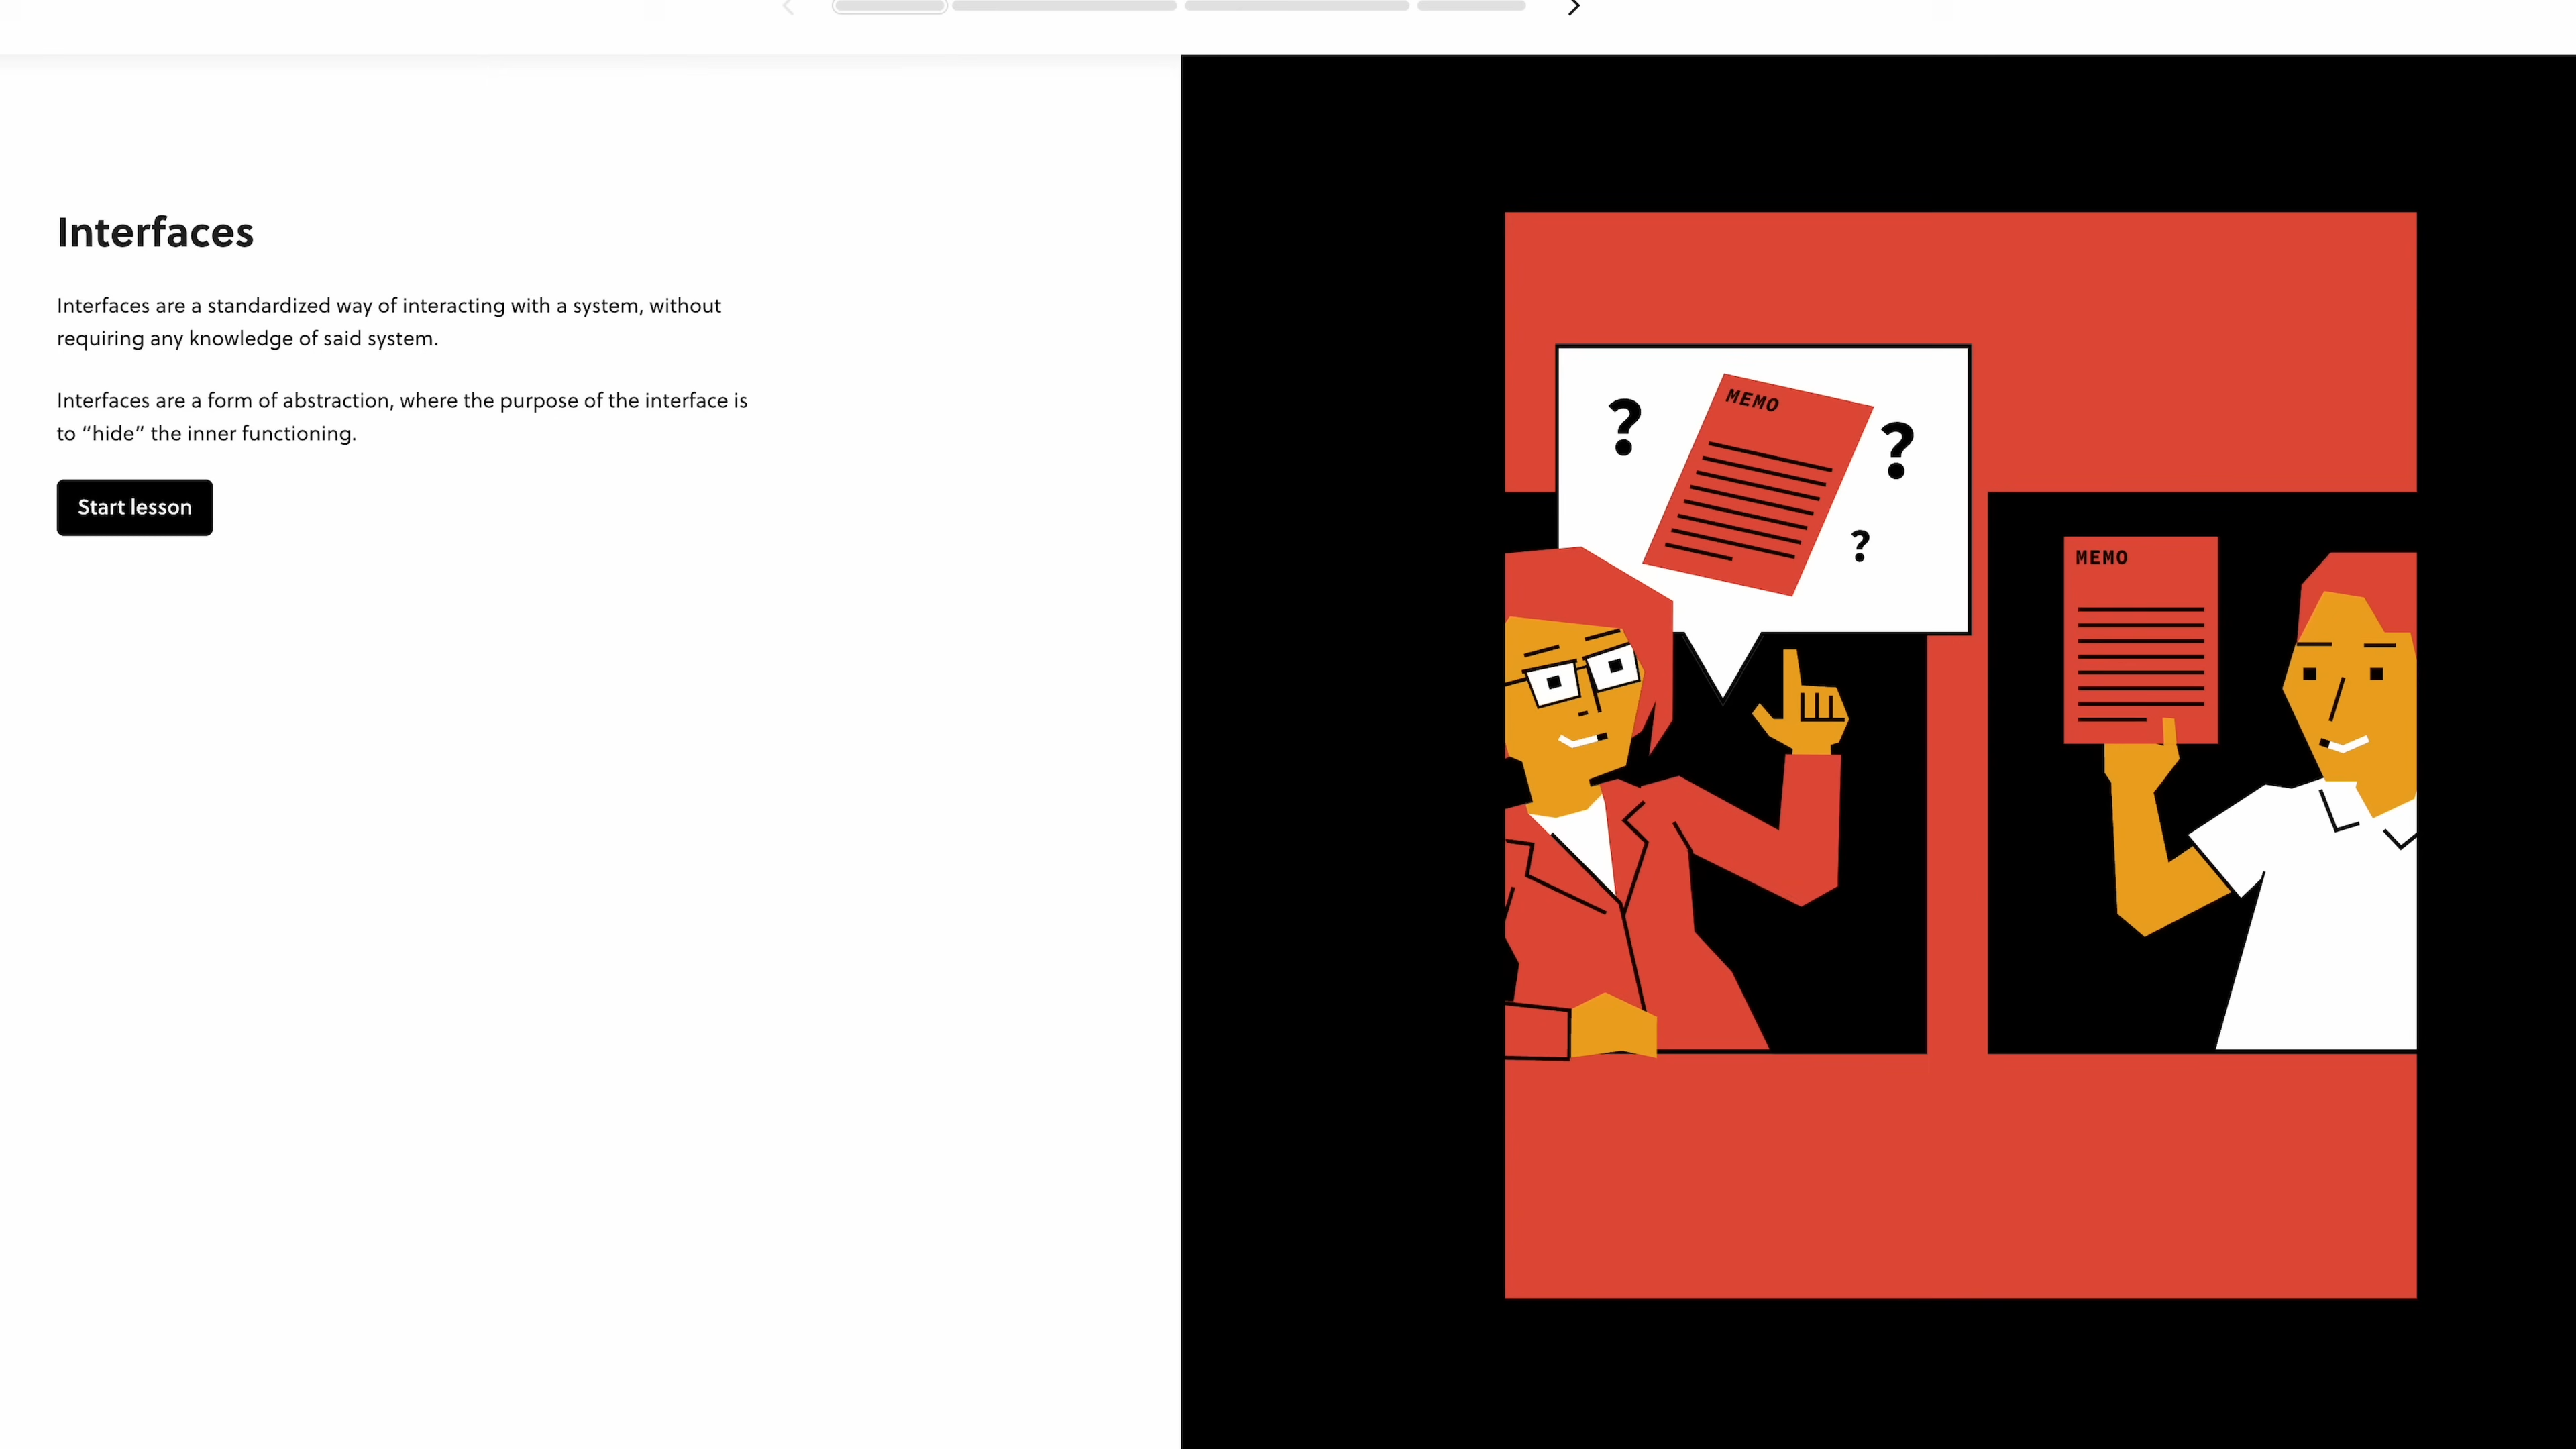 Interfaces
Interfaces are a standardized way of interacting with a system, without
requiring any knowledge of said system.
Interfaces are a form of abstraction, where the purpose of the interface is
to “hide” the inner functioning.
Start lesson
? MEMO ?
?
MEMO